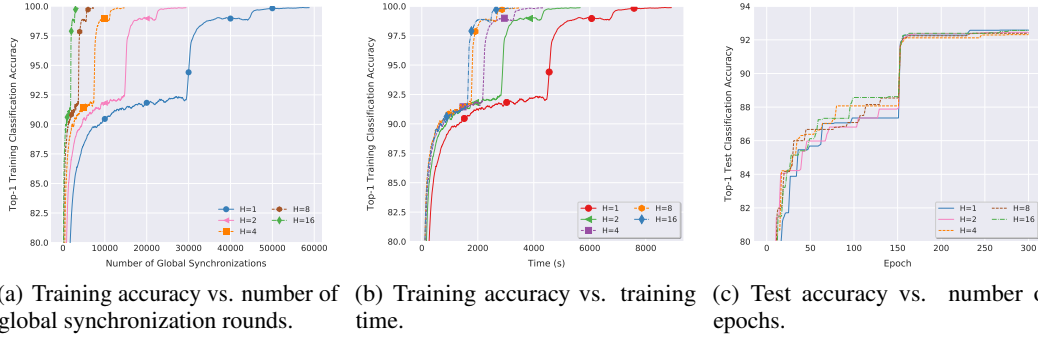 100.0
97.5
95.0
92.5
90.0
87.5
85.0
82.5
80.0
Top-1 Training Classification Accuracy
0 10000 20000 30000 40000 50000 60000
Number of Global Synchronizations
H=1
H=2
H=4
H=8
H=16
100.0
97.5
95.0
92.5
90.0
87.5
85.0
82.5
80.0
Top-1 Training Classification Accuracy
0 2000 4000 6000 8000
Time (s)
H=1
H=2
H=4
H=8
H=16
94
92
90
88
86
84
82
80
Top-1 Test Classification Accuracy
0 50 100 150 200 250 300
Epoch
H=1
H=2
H=4
H=8
H=16
a) Training accuracy vs. number of
global synchronization rounds.
(b) Training accuracy vs. training
time.
(c) Test accuracy vs. number o
epochs.